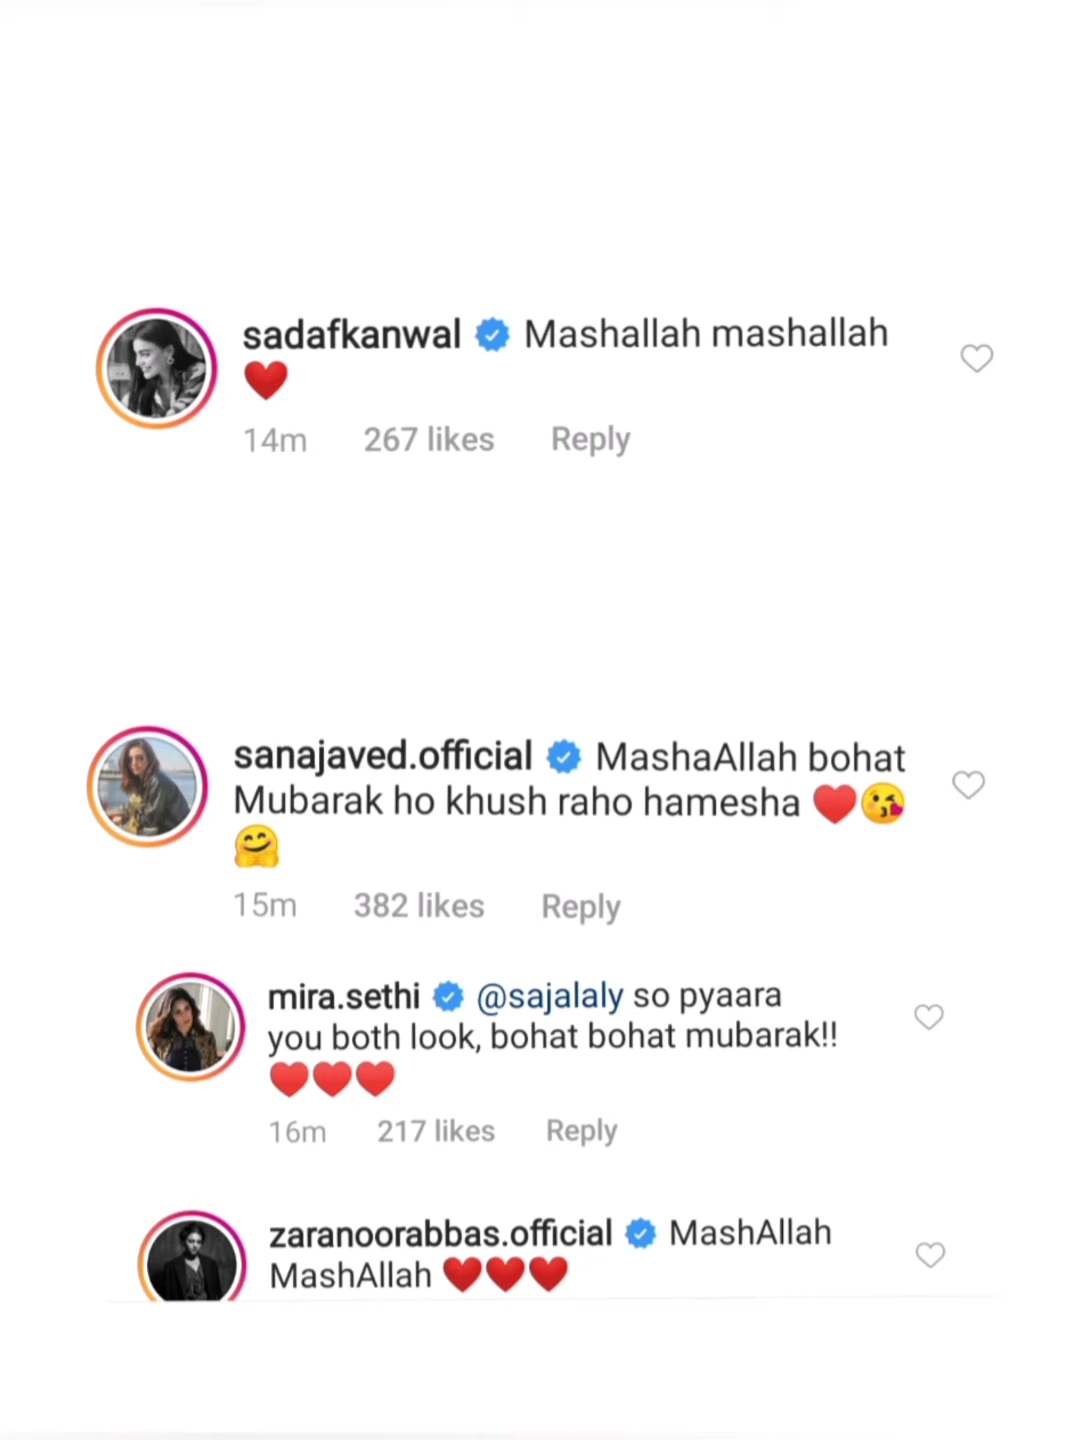 sadafkanwal Mashallah mashallah
❤️
14m 267 likes Reply
sanajaved.official MashaAllah bohat
Mubarak ho khush raho hamesha ❤️😘
🤗
15m 382 likes Reply
mira.sethi @sajalaly so pyaara
you both look, bohat bohat mubarak!!
❤️❤️❤️
16m 217 likes Reply
zaranoorabbas.official MashAllah
MashAllah ❤️❤️❤️